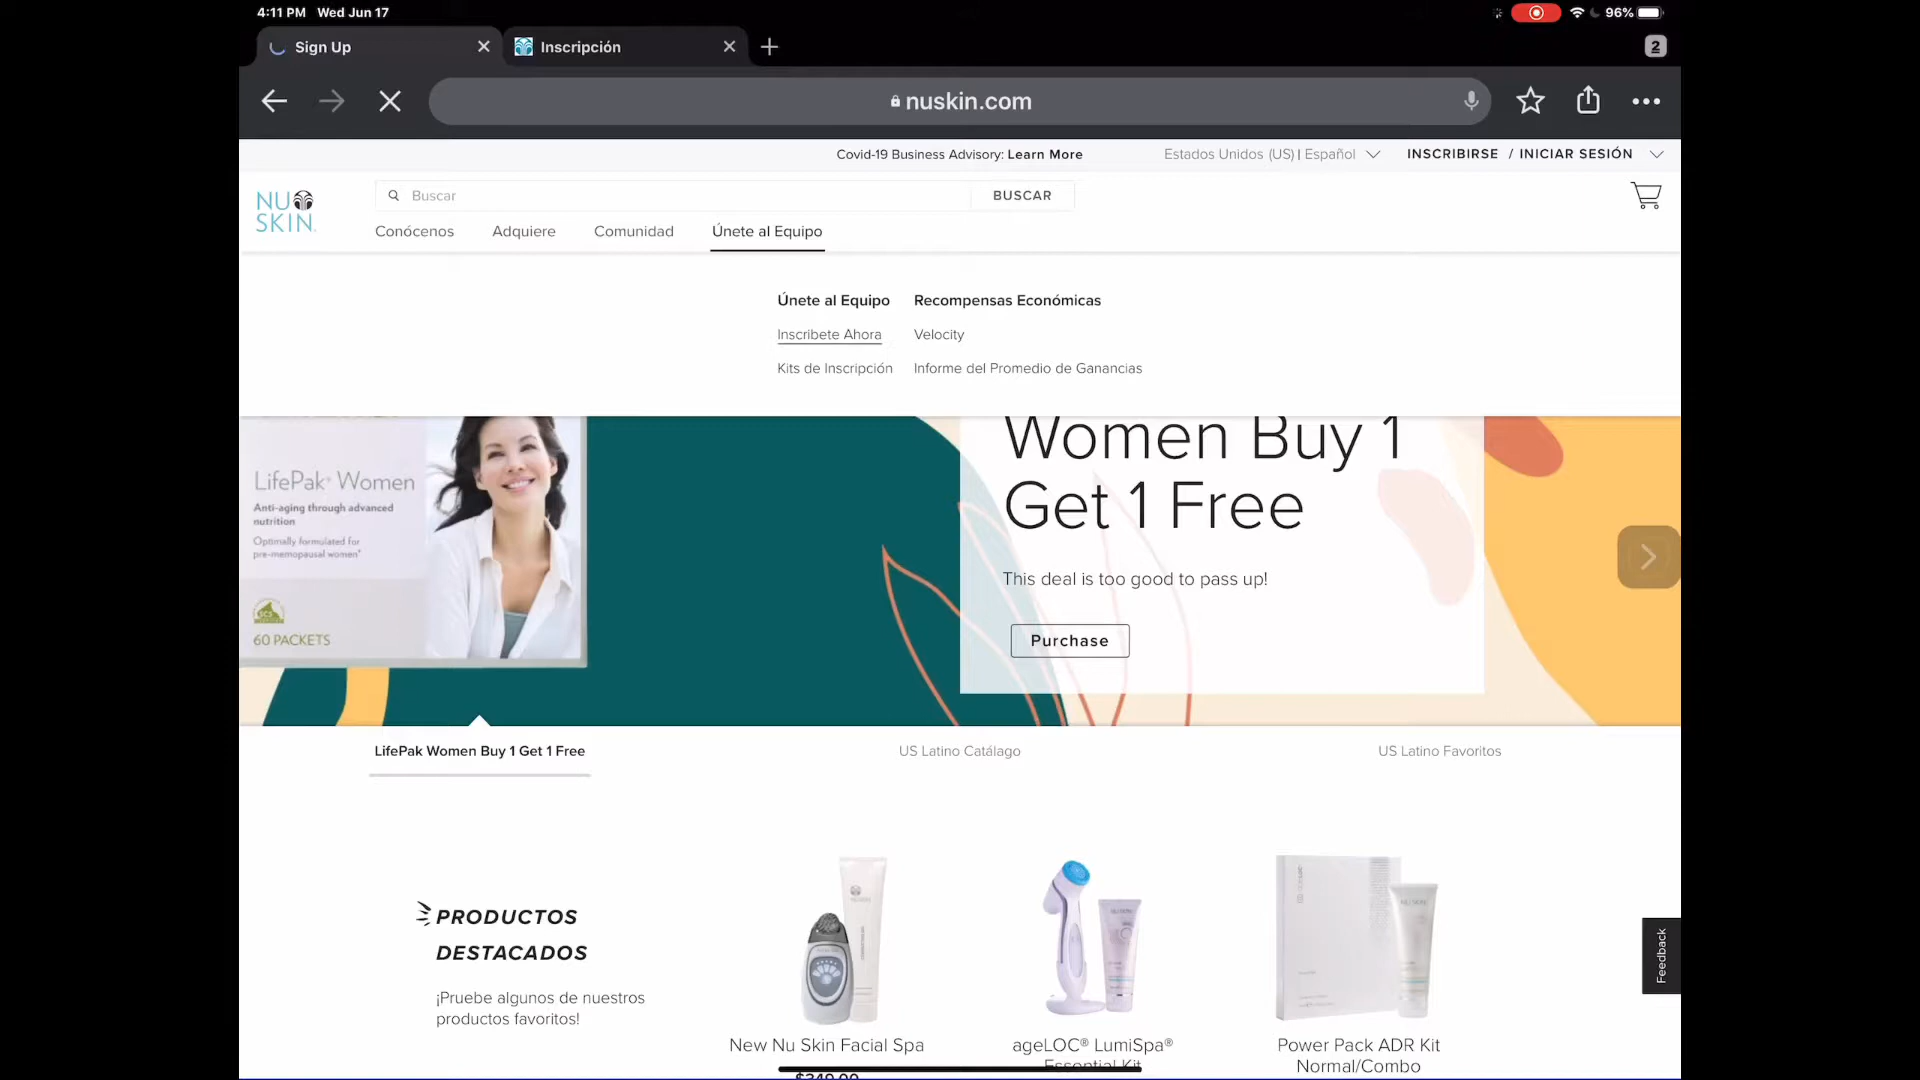 4:11 PM Wed Jun 17
96%
Sign Up
Inscripción
2
nuskin.com
Covid-19 Business Advisory: Learn More
Estados Unidos (US) | Español
INSCRIBIRSE / INICIAR SESIÓN
NU SKIN
Buscar
BUSCAR
Conócenos
Adquiere
Comunidad
Únete al Equipo
Únete al Equipo
Inscribete Ahora
Kits de Inscripción
Recompensas Económicas
Velocity
Informe del Promedio de Ganancias
LifePak® Women
Anti-aging through advanced
nutrition
Optimally formulated for
pre-menopausal women*
60 PACKETS
Women Buy 1
Get 1 Free
This deal is too good to pass up!
Purchase
LifePak Women Buy 1 Get 1 Free
US Latino Catálago
US Latino Favoritos
PRODUCTOS
DESTACADOS
¡Pruebe algunos de nuestros
productos favoritos!
New Nu Skin Facial Spa
ageLOC® LumiSpa®
Essential Kit
Power Pack ADR Kit
Normal/Combo
Feedback